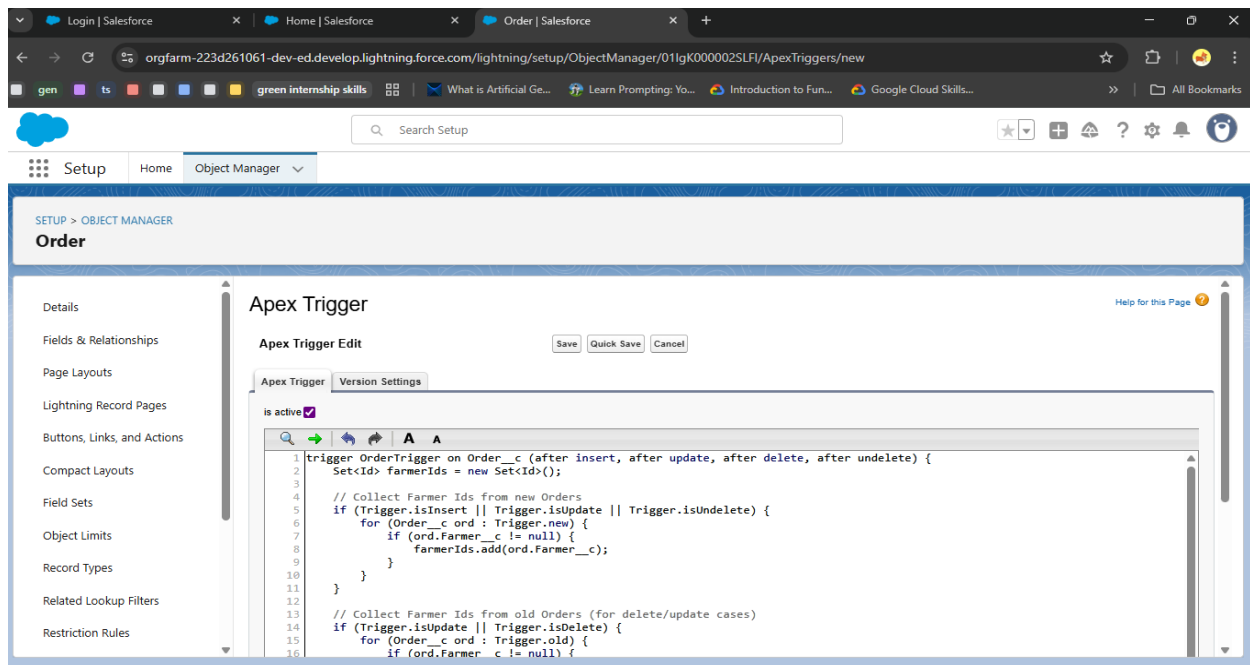 Login | Salesforce
Home | Salesforce
Order | Salesforce
orgfarm-223d261061-dev-ed.develop.lightning.force.com/lightning/setup/ObjectManager/01IgK000002SLFI/ApexTriggers/new
gen
ts
green internship skills
What is Artificial Ge...
Learn Prompting: Yo...
Introduction to Fun...
Google Cloud Skills...
All Bookmarks
Search Setup
Setup
Home
Object Manager
SETUP > OBJECT MANAGER
Order
Details
Fields & Relationships
Page Layouts
Lightning Record Pages
Buttons, Links, and Actions
Compact Layouts
Field Sets
Object Limits
Record Types
Related Lookup Filters
Restriction Rules
Apex Trigger
Help for this Page
Apex Trigger Edit
Save
Quick Save
Cancel
Apex Trigger
Version Settings
is active
A A
1 trigger OrderTrigger on Order__c (after insert, after update, after delete, after undelete) {
2 Set<Id> farmerIds = new Set<Id>();
3
4 // Collect Farmer Ids from new Orders
5 if (Trigger.isInsert || Trigger.isUpdate || Trigger.isUndelete) {
6 for (Order__c ord : Trigger.new) {
7 if (ord.Farmer__c != null) {
8 farmerIds.add(ord.Farmer__c);
9 }
10 }
11 }
12
13 // Collect Farmer Ids from old Orders (for delete/update cases)
14 if (Trigger.isUpdate || Trigger.isDelete) {
15 for (Order__c ord : Trigger.old) {
16 if (ord.Farmer__c != null) {